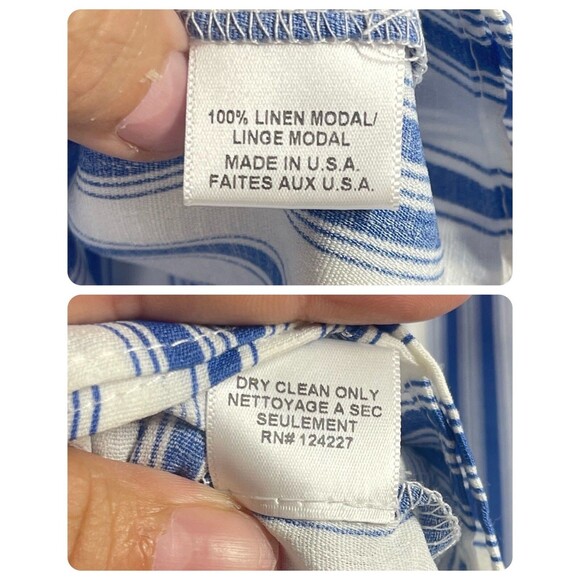 100% LINEN MODAL/
LINGE MODAL
MADE IN U.S.A.
FAITES AUX U.S.A.
DRY CLEAN ONLY
NETTOYAGE A SEC
SEULEMENT
RN# 124227